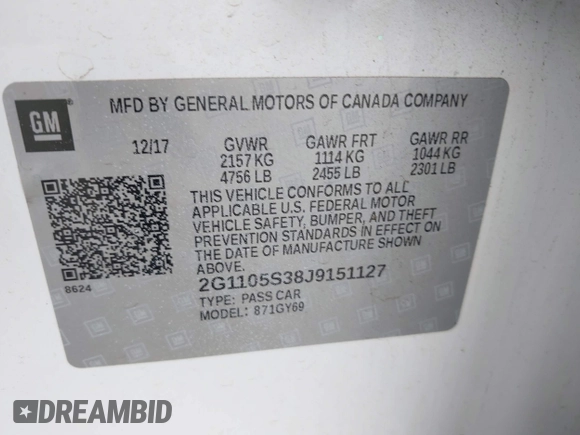 GM
MFD BY GENERAL MOTORS OF CANADA COMPANY
12/17 GVWR GAWR FRT GAWR RR
2157 KG 1114 KG 1044 KG
4756 LB 2455 LB 2301 LB
THIS VEHICLE CONFORMS TO ALL
APPLICABLE U.S. FEDERAL MOTOR
VEHICLE SAFETY, BUMPER, AND THEFT
PREVENTION STANDARDS IN EFFECT ON
THE DATE OF MANUFACTURE SHOWN
ABOVE.
8624
2G1105S38J9151127
TYPE: PASS CAR
MODEL: 871GY69
DREAMBID